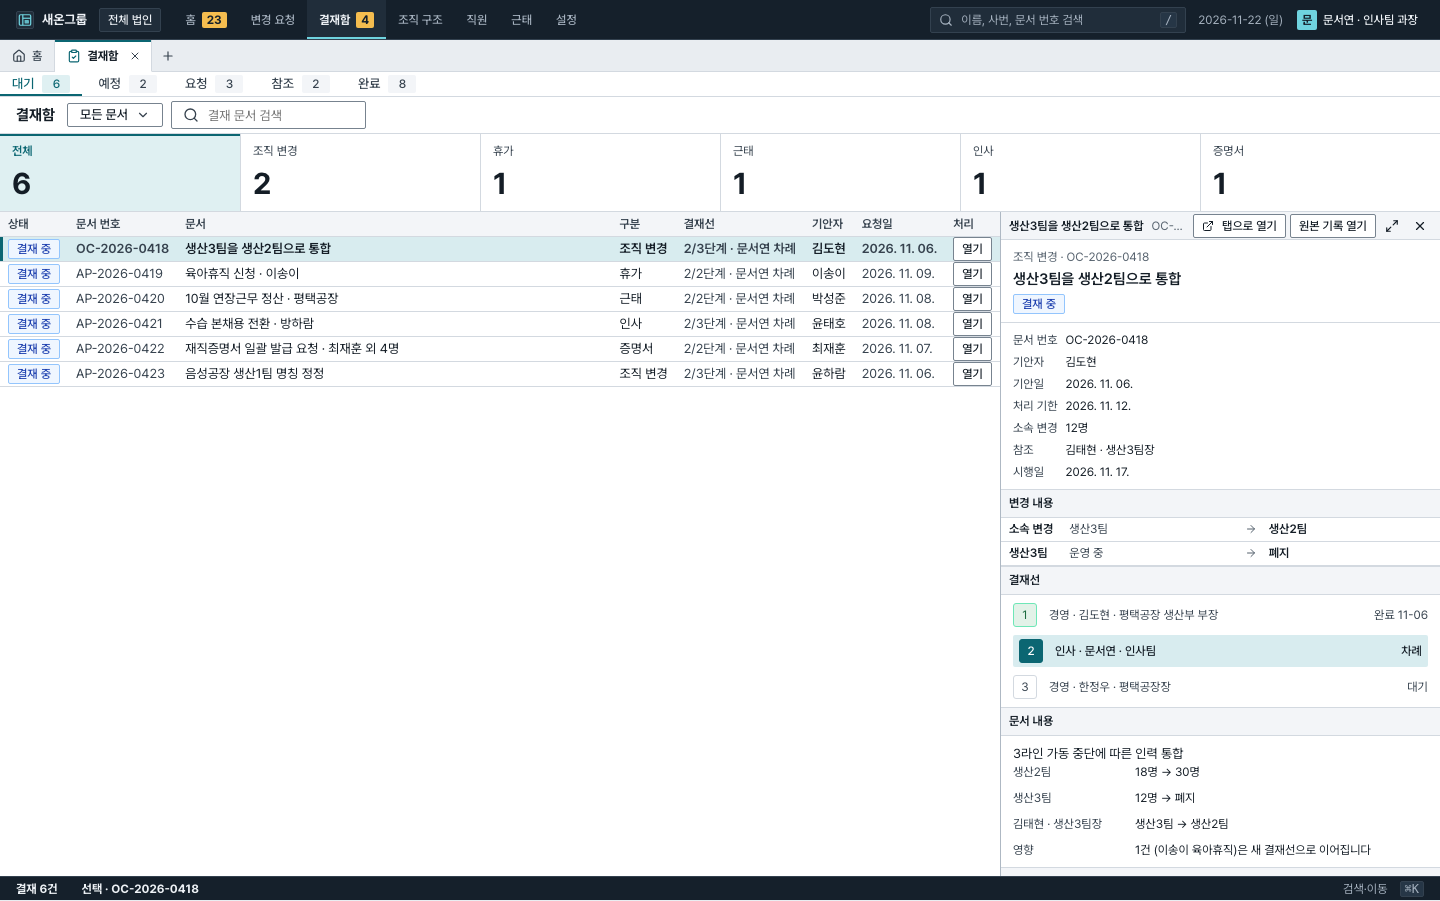 새온그룹 전체 법인 홈 23 변경 요청 결재함 4 조직 구조 직원 근태 설정 이름, 사번, 문서 번호 검색 / 2026-11-22 (일) 문 문서연 · 인사팀 과장
홈 결재함
대기 6 예정 2 요청 3 참조 2 완료 8
결재함 모든 문서 결재 문서 검색
전체 조직 변경 휴가 근태 인사 증명서
6 2 1 1 1 1
상태 문서 번호 문서 구분 결재선 기안자 요청일 처리
결재 중 OC-2026-0418 생산3팀을 생산2팀으로 통합 조직 변경 2/3단계 · 문서연 차례 김도현 2026. 11. 06. 열기
결재 중 AP-2026-0419 육아휴직 신청 · 이송이 휴가 2/2단계 · 문서연 차례 이송이 2026. 11. 09. 열기
결재 중 AP-2026-0420 10월 연장근무 정산 · 평택공장 근태 2/2단계 · 문서연 차례 박성준 2026. 11. 08. 열기
결재 중 AP-2026-0421 수습 본채용 전환 · 방하람 인사 2/3단계 · 문서연 차례 윤태호 2026. 11. 08. 열기
결재 중 AP-2026-0422 재직증명서 일괄 발급 요청 · 최재훈 외 4명 증명서 2/2단계 · 문서연 차례 최재훈 2026. 11. 07. 열기
결재 중 AP-2026-0423 음성공장 생산1팀 명칭 정정 조직 변경 2/3단계 · 문서연 차례 윤하람 2026. 11. 06. 열기
생산3팀을 생산2팀으로 통합 OC-... 탭으로 열기 원본 기록 열기
조직 변경 · OC-2026-0418
생산3팀을 생산2팀으로 통합
결재 중
문서 번호 OC-2026-0418
기안자 김도현
기안일 2026. 11. 06.
처리 기한 2026. 11. 12.
소속 변경 12명
참조 김태현 · 생산3팀장
시행일 2026. 11. 17.
변경 내용
소속 변경 생산3팀 → 생산2팀
생산3팀 운영 중 → 폐지
결재선
1 경영 · 김도현 · 평택공장 생산부 부장 완료 11-06
2 인사 · 문서연 · 인사팀 차례
3 경영 · 한정우 · 평택공장장 대기
문서 내용
3라인 가동 중단에 따른 인력 통합
생산2팀 18명 → 30명
생산3팀 12명 → 폐지
김태현 · 생산3팀장 생산3팀 → 생산2팀
영향 1건 (이송이 육아휴직)은 새 결재선으로 이어집니다
결재 6건 선택 · OC-2026-0418 검색·이동 ⌘K